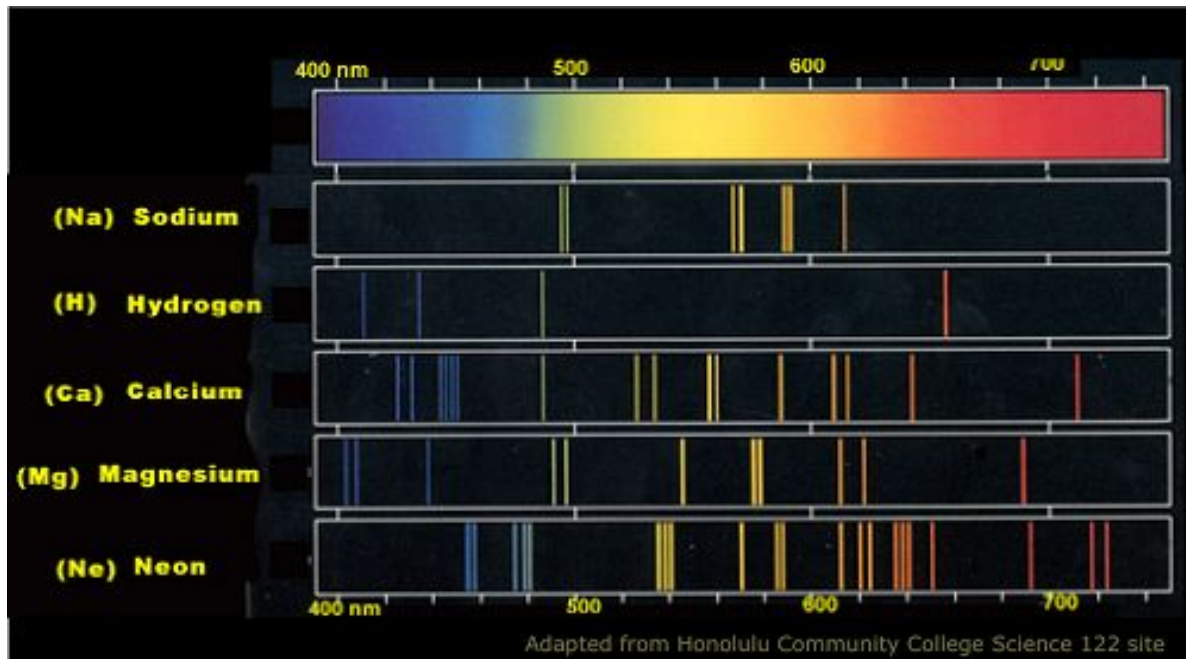 400 nm 500 600 700
(Na) Sodium
(H) Hydrogen
(Ca) Calcium
(Mg) Magnesium
(Ne) Neon
400 nm 500 600 700
Adapted from Honolulu Community College Science 122 site